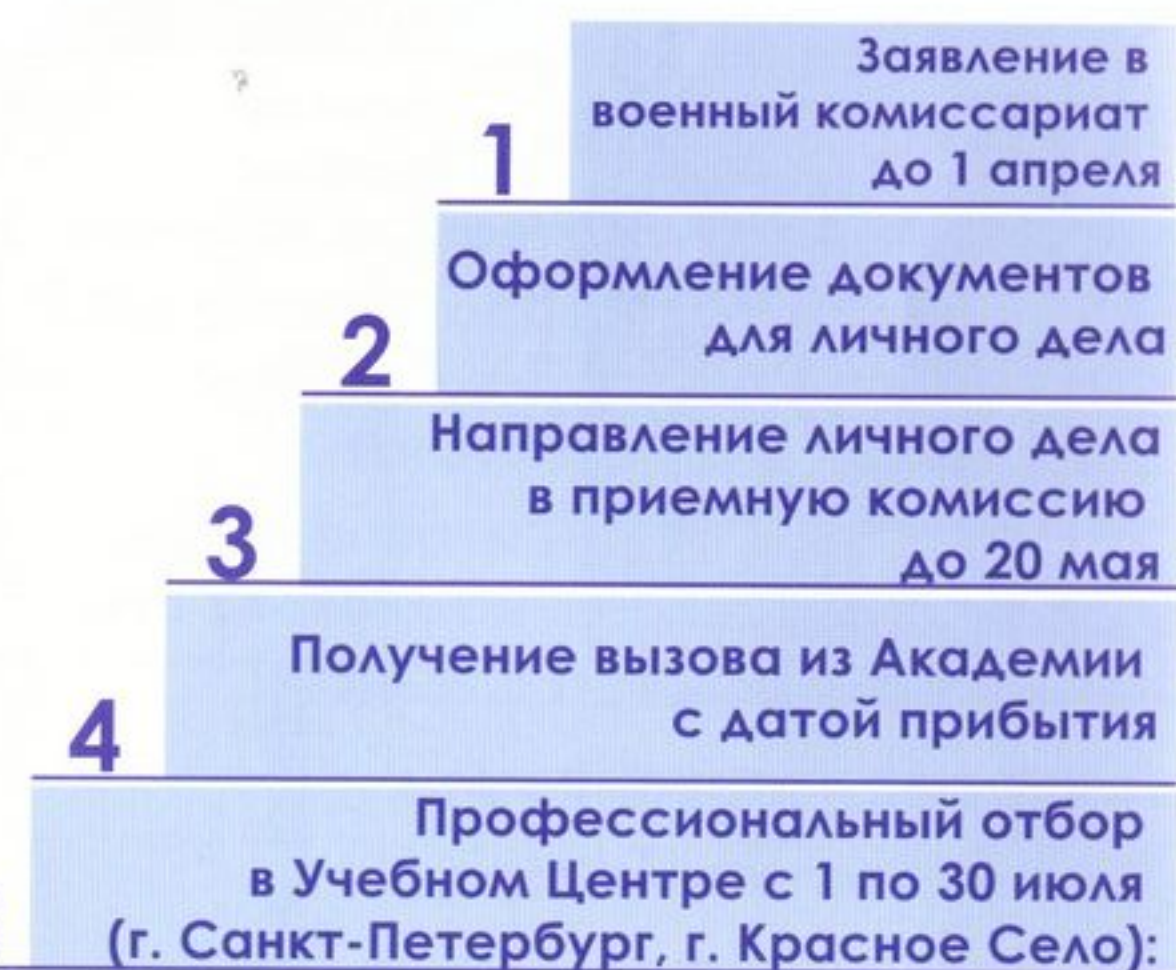 Заявление в
военный комиссариат
1 до 1 апреля
Оформление документов
2 для личного дела
Направление личного дела
в приемную комиссию
3 до 20 мая
Получение вызова из Академии
4 с датой прибытия
Профессиональный отбор
в Учебном Центре с 1 по 30 июля
(г. Санкт-Петербург, г. Красное Село):